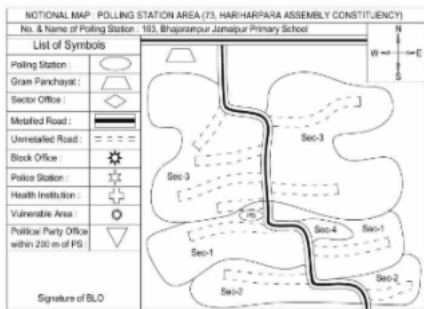 NOTIONAL MAP : POLLING STATION AREA (73, HARIHARPARA ASSEMBLY CONSTITUENCY)
No. & Name of Polling Station : 163, Bhajarampur Jamalpur Primary School
List of Symbols
Polling Station :
Gram Panchayat :
Sector Office :
Metalled Road :
Unmetalled Road :
Block Office :
Police Station :
Health Institution :
Vulnerable Area :
Political Party Office
within 200 m of PS :
Signature of BLO
N
W
E
S
Sec-3
Sec-3
PS
Sec-4
Sec-1
Sec-1
Sec-2
Sec-2